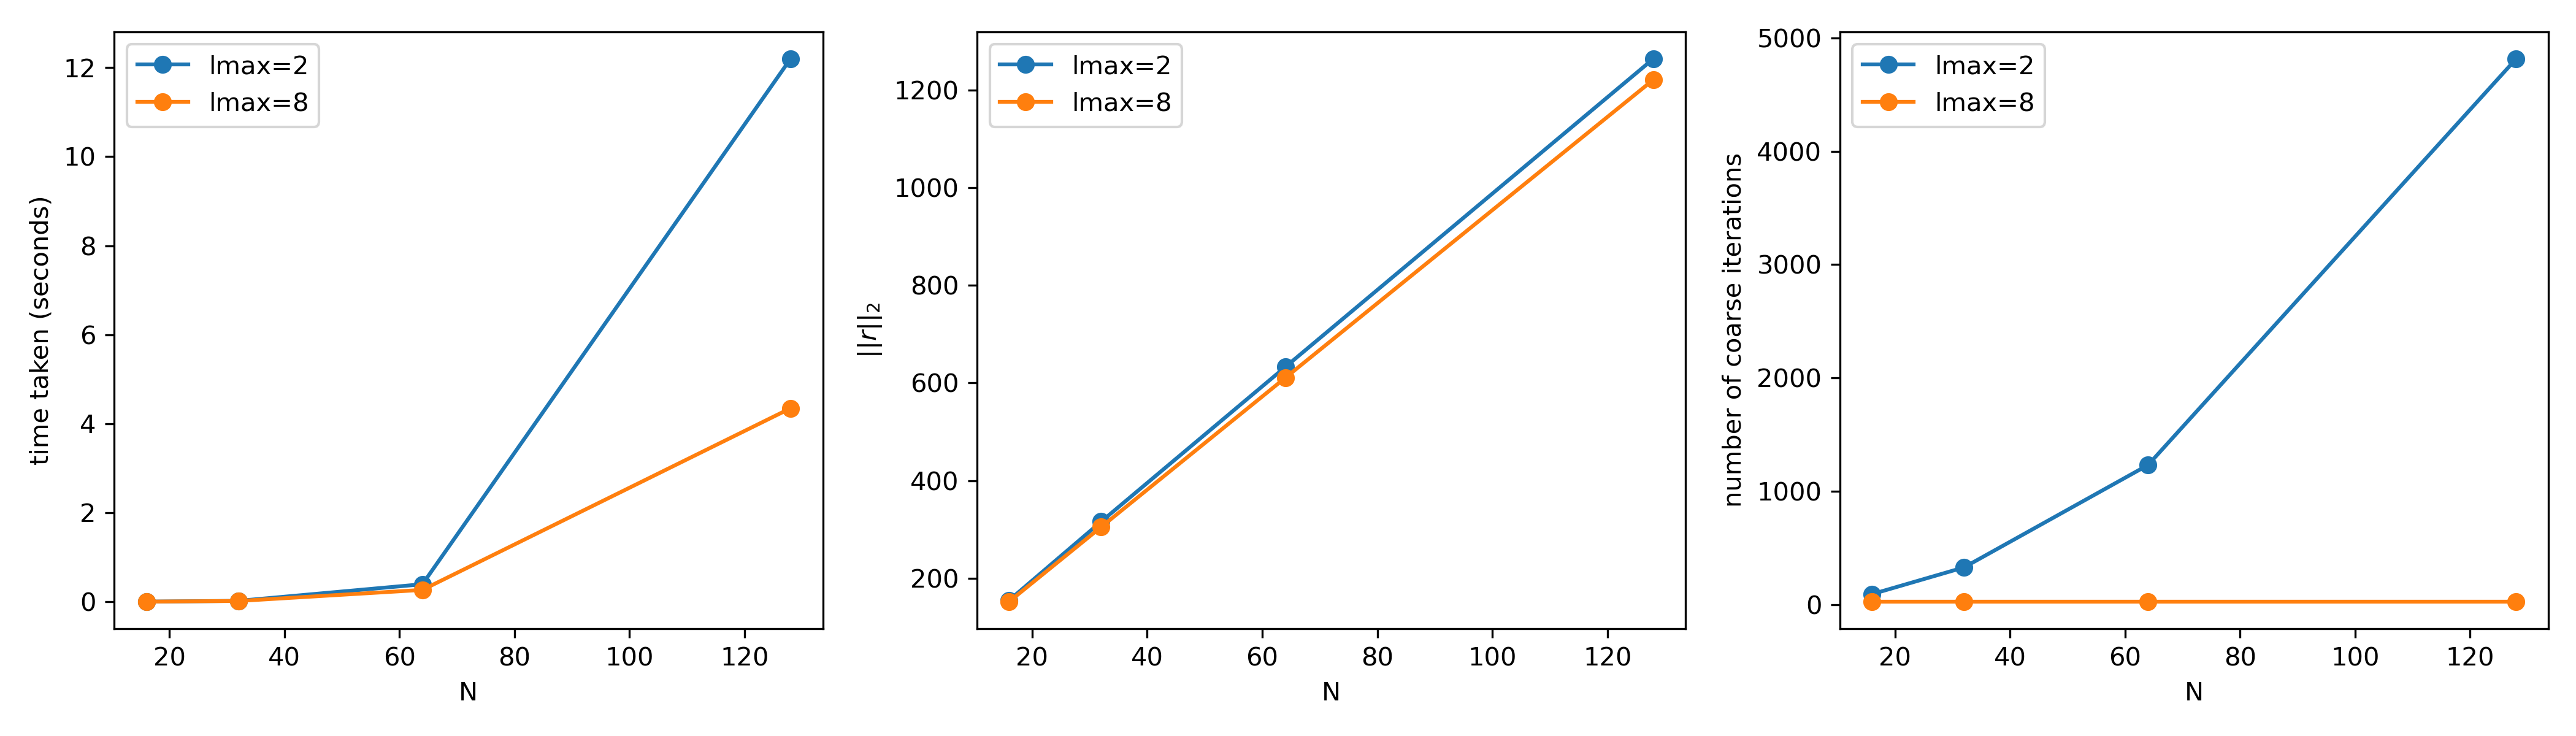 lmax=2
lmax=8
12
10
8
6
4
2
0
time taken (seconds)
20 40 60 80 100 120
N
lmax=2
lmax=8
1200
1000
800
600
400
200
||r||₂
20 40 60 80 100 120
N
lmax=2
lmax=8
5000
4000
3000
2000
1000
0
number of coarse iterations
20 40 60 80 100 120
N